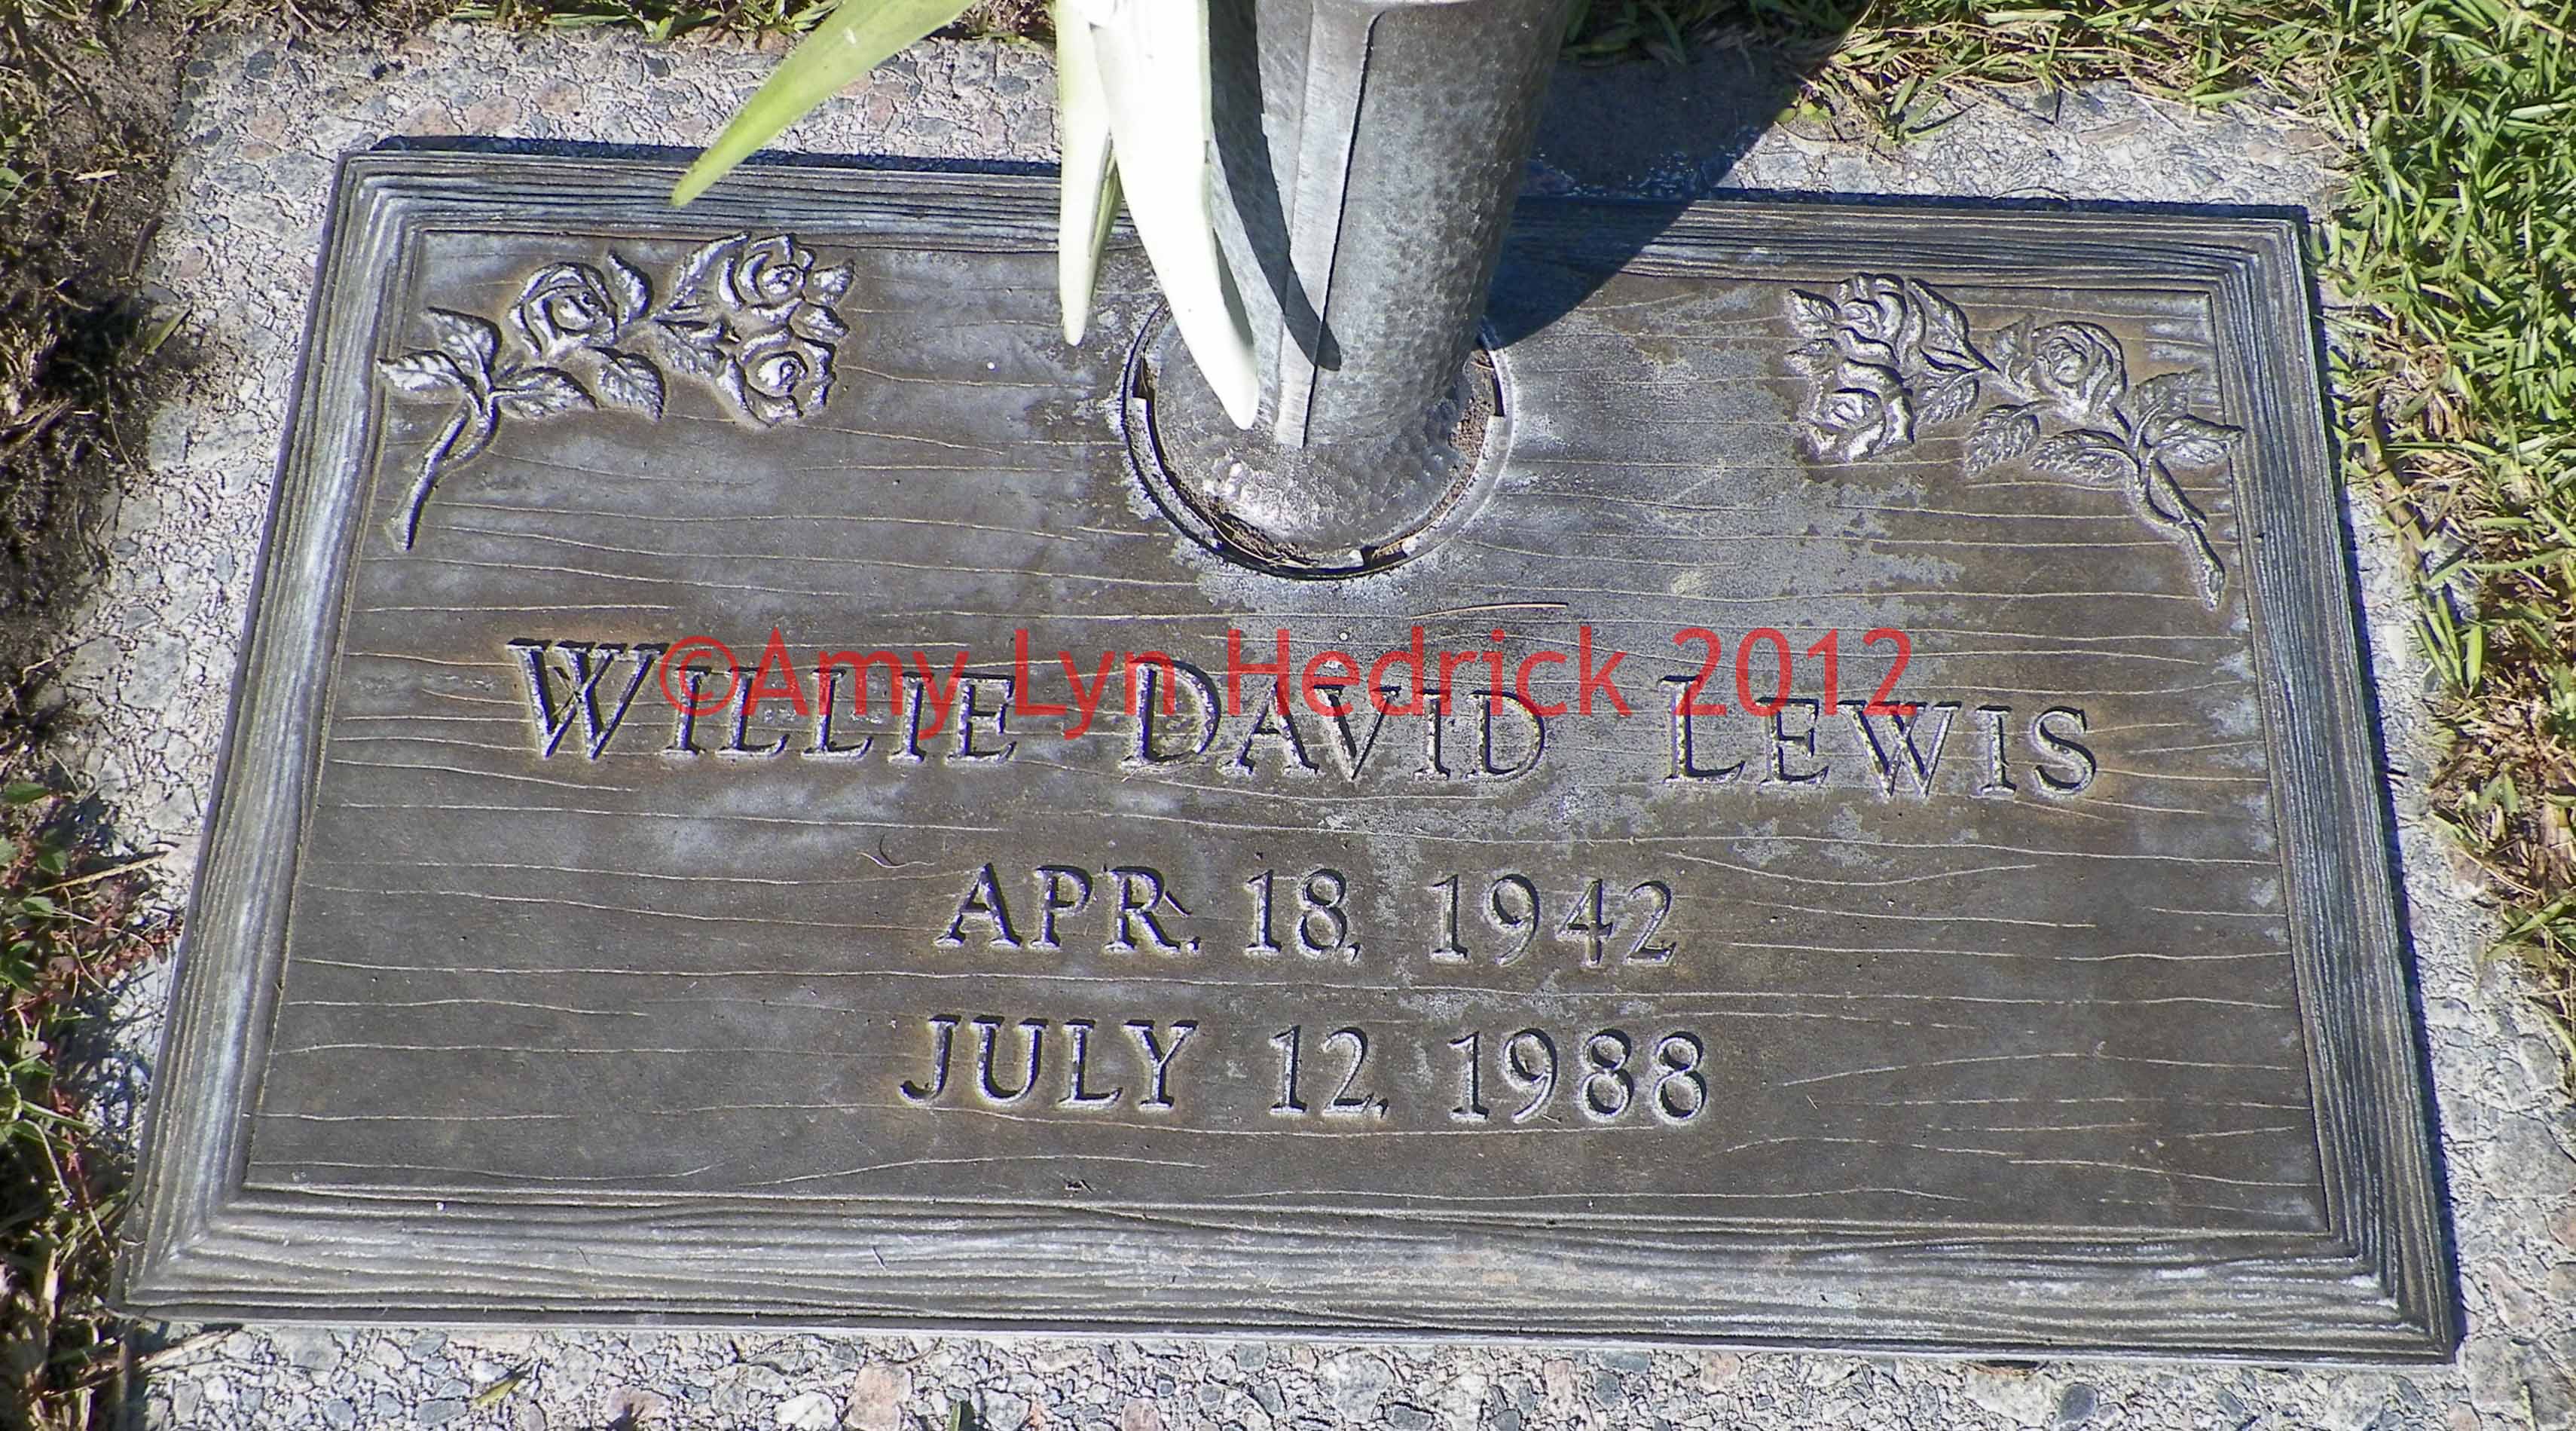 ©Amy Lyn Hedrick 2012
WILLIE DAVID LEWIS
APR. 18, 1942
JULY 12, 1988